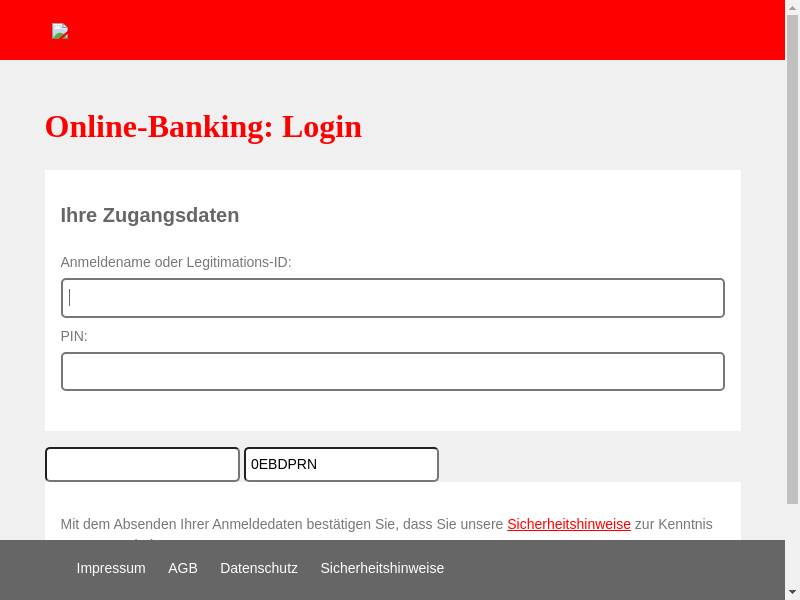 Online-Banking: Login
Ihre Zugangsdaten
Anmeldename oder Legitimations-ID:
PIN:
0EBDPRN
Mit dem Absenden Ihrer Anmeldedaten bestätigen Sie, dass Sie unsere Sicherheitshinweise zur Kenntnis
Impressum AGB Datenschutz Sicherheitshinweise